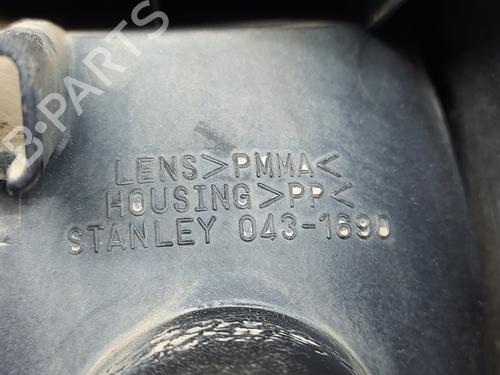 LENS>PMMA<
HOUSING>PP<
STANLEY 043-1690
B-PARTS